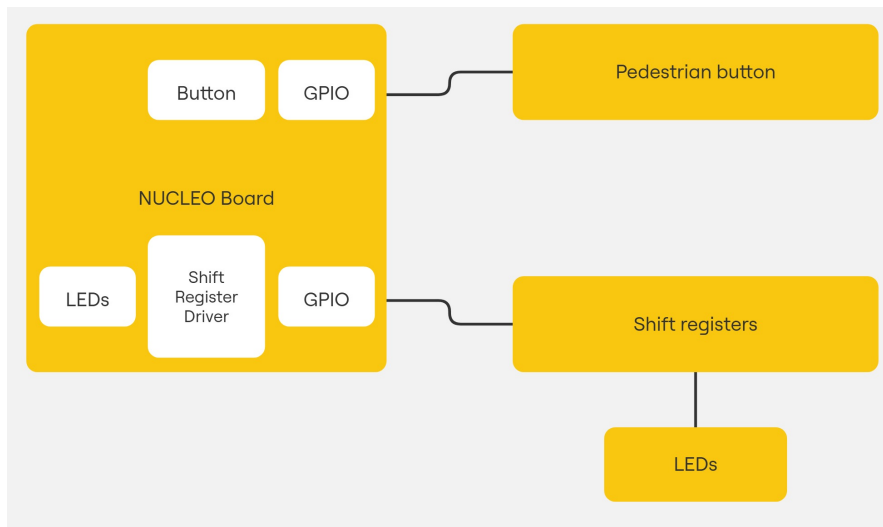 Button
GPIO
Pedestrian button
NUCLEO Board
LEDs
Shift
Register
Driver
GPIO
Shift registers
LEDs